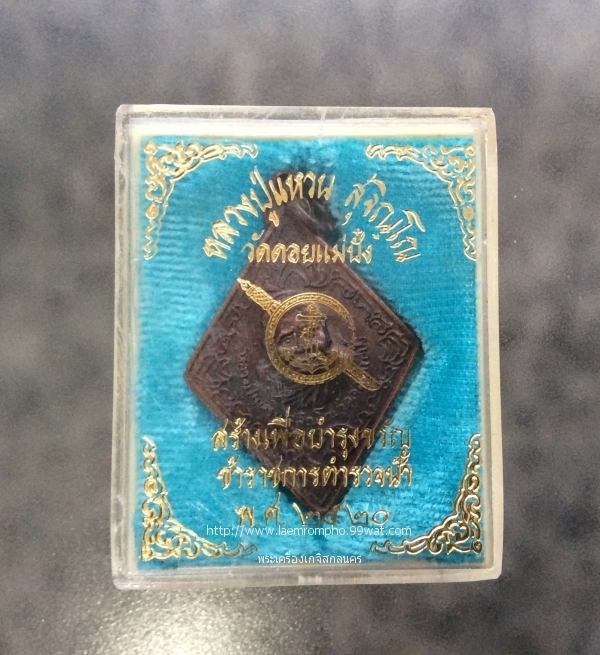 หลวงปู่แหวน สุจิณฺโณ
วัดดอยแม่ปั๋ง
สร้างเพื่อบำรุงขวัญ
ข้าราชการตำรวจน้ำ
พ.ศ. ๒๕๒๐
http://www.laemrompho.99wat.com
พระเครื่องเกจิสกลนคร